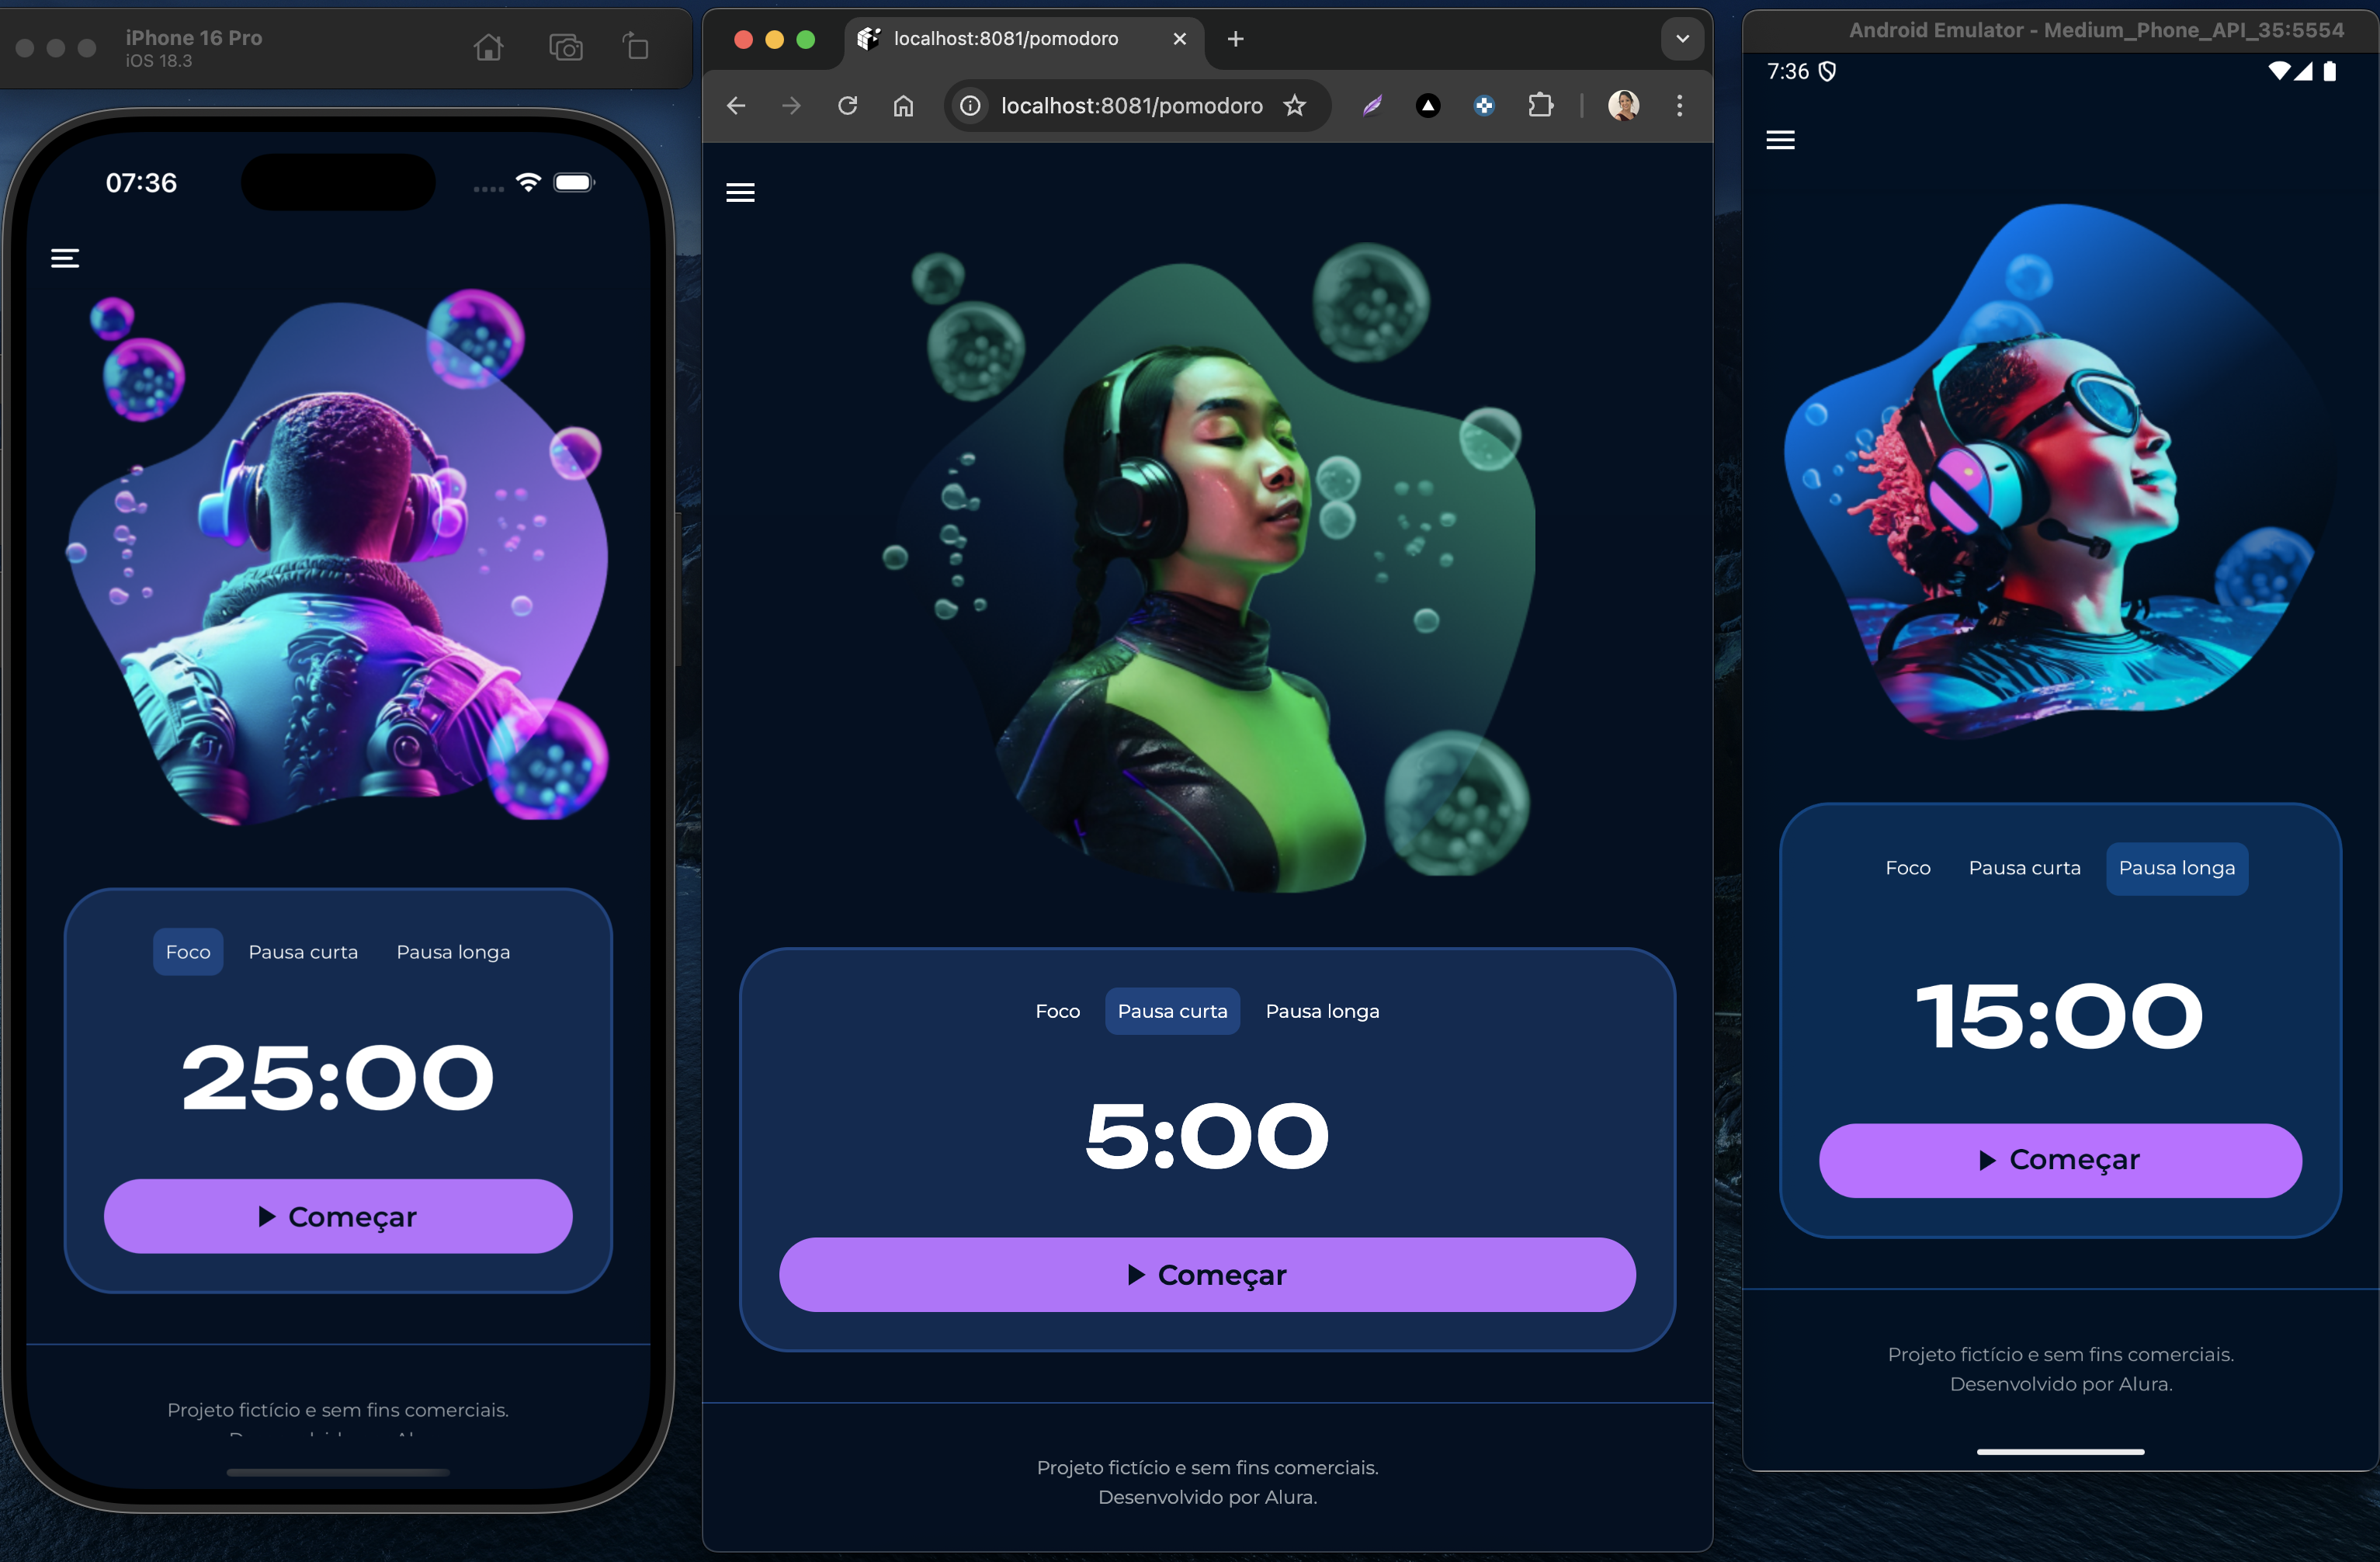 iPhone 16 Pro
iOS 18.3
07:36
Foco Pausa curta Pausa longa
25:00
Começar
Projeto fictício e sem fins comerciais.
localhost:8081/pomodoro
localhost:8081/pomodoro
Foco Pausa curta Pausa longa
5:00
Começar
Projeto fictício e sem fins comerciais.
Desenvolvido por Alura.
Android Emulator - Medium_Phone_API_35:5554
7:36
Foco Pausa curta Pausa longa
15:00
Começar
Projeto fictício e sem fins comerciais.
Desenvolvido por Alura.